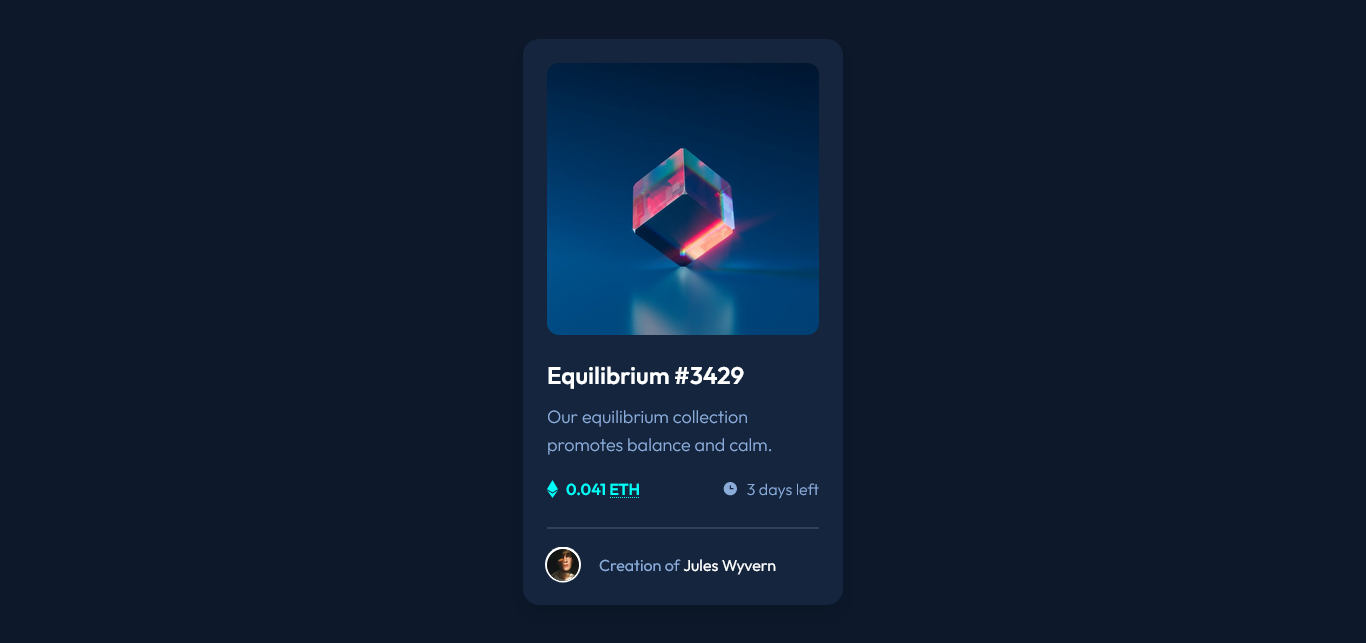 Equilibrium #3429
Our equilibrium collection
promotes balance and calm.
0.041 ETH
3 days left
Creation of Jules Wyvern